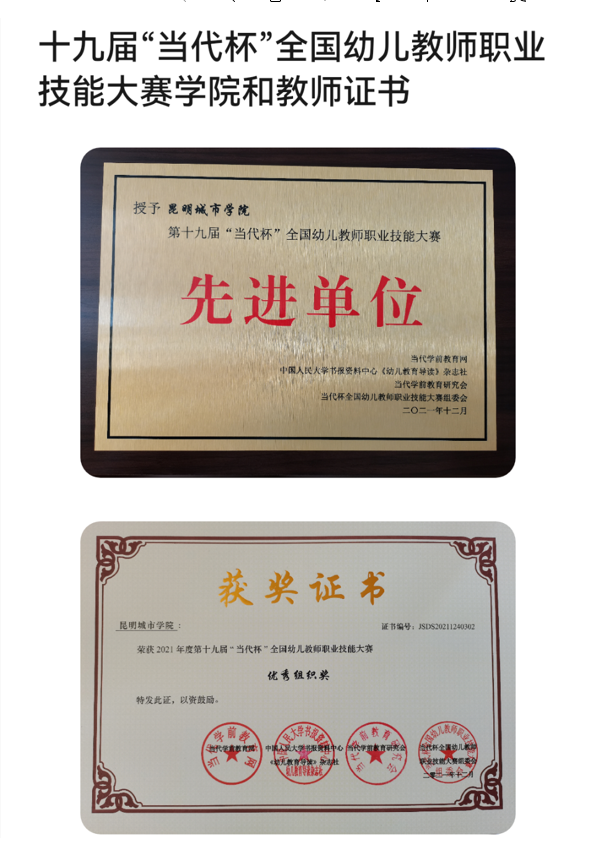 十九届“当代杯”全国幼儿教师职业
技能大赛学院和教师证书
授予 昆明城市学院
第十九届“当代杯”全国幼儿教师职业技能大赛
先进单位
当代学前教育网
中国人民大学书报资料中心《幼儿教育导读》杂志社
当代学前教育研究会
当代杯全国幼儿教师职业技能大赛组委会
二〇二一年十二月
获奖证书
昆明城市学院：
证书编号：JSDS20211240302
荣获 2021 年度第十九届“当代杯”全国幼儿教师职业技能大赛
优秀组织奖
特发此证，以资鼓励。
当代学前教育网
中国人民大学书报资料中心
《幼儿教育导读》杂志社
当代学前教育研究会
当代杯全国幼儿教师
职业技能大赛组委会
二〇二一年十二月